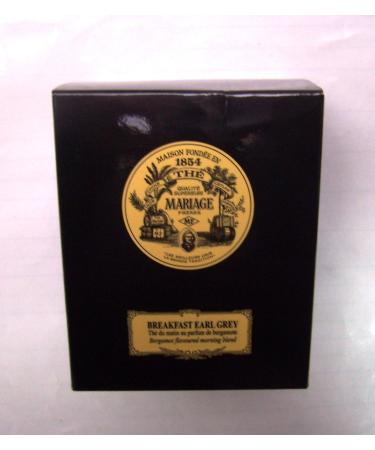 MAISON FONDÉE EN
1854
THÉ
QUALITÉ
SUPÉRIEURE
MARIAGE
FRÈRES
MF
BREAKFAST EARL GREY
Thé du matin au parfum de bergamote
Bergamot flavoured morning blend